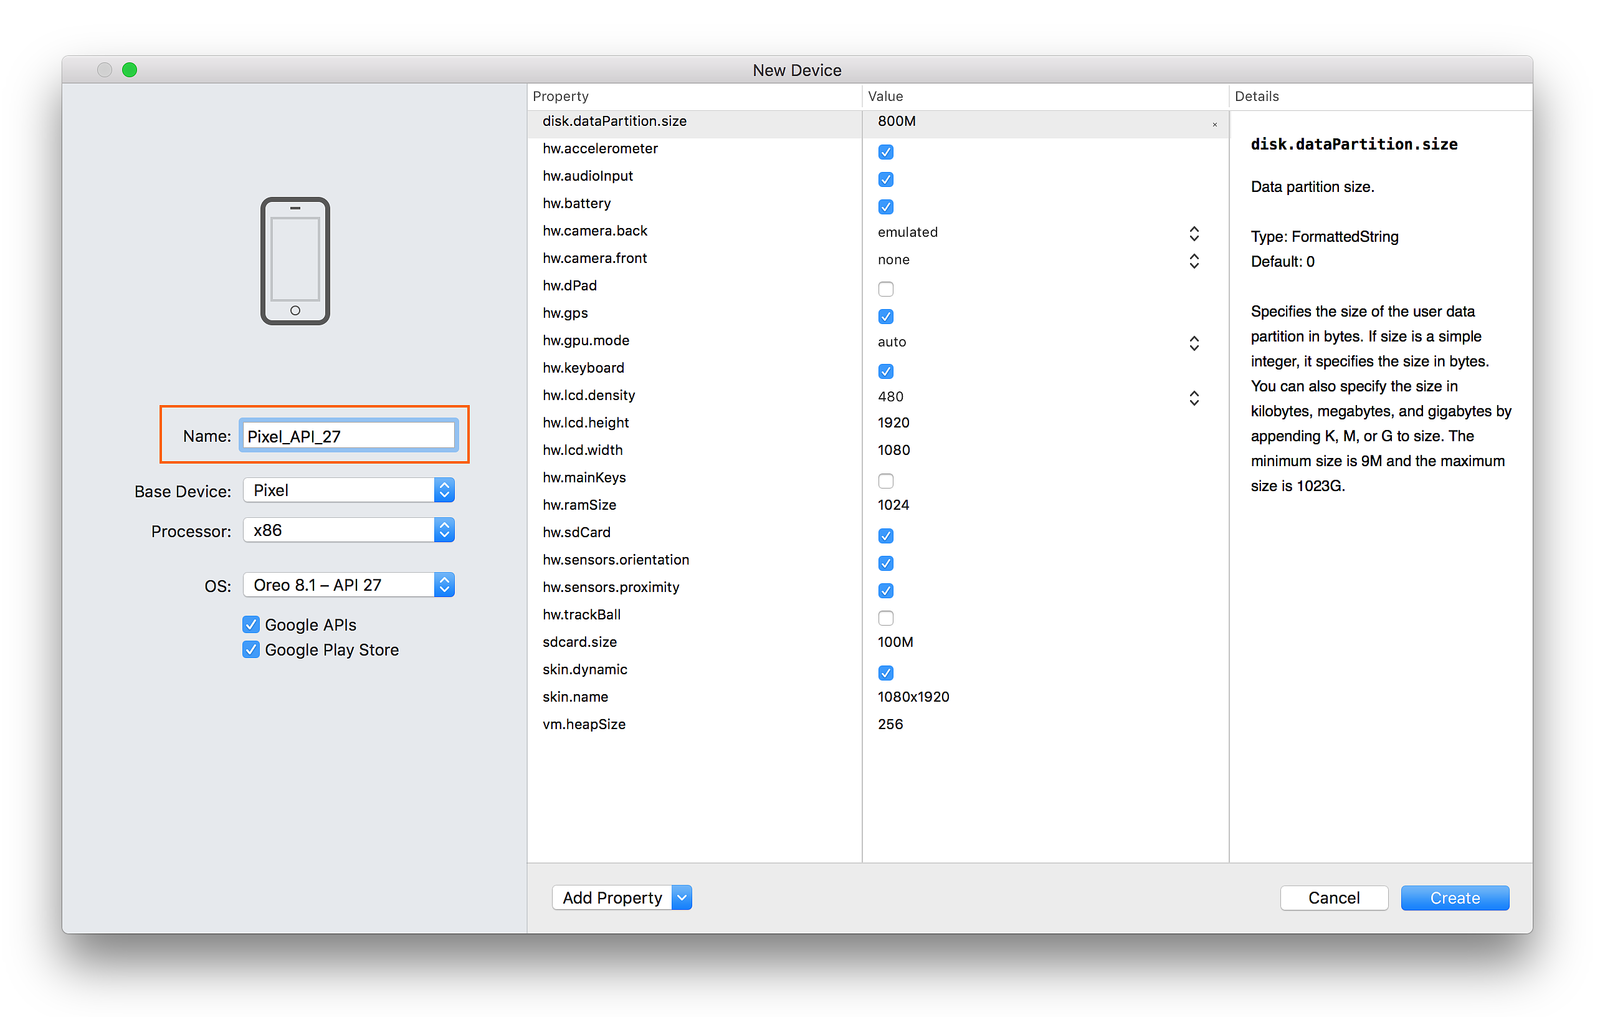 New Device
Name: Pixel_API_27
Base Device: Pixel
Processor: x86
OS: Oreo 8.1 – API 27
Google APIs
Google Play Store
Property Value Details
disk.dataPartition.size 800M
hw.accelerometer
hw.audioInput
hw.battery
hw.camera.back emulated
hw.camera.front none
hw.dPad
hw.gps
hw.gpu.mode auto
hw.keyboard
hw.lcd.density 480
hw.lcd.height 1920
hw.lcd.width 1080
hw.mainKeys
hw.ramSize 1024
hw.sdCard
hw.sensors.orientation
hw.sensors.proximity
hw.trackBall
sdcard.size 100M
skin.dynamic
skin.name 1080x1920
vm.heapSize 256
disk.dataPartition.size
Data partition size.
Type: FormattedString
Default: 0
Specifies the size of the user data
partition in bytes. If size is a simple
integer, it specifies the size in bytes.
You can also specify the size in
kilobytes, megabytes, and gigabytes by
appending K, M, or G to size. The
minimum size is 9M and the maximum
size is 1023G.
Add Property Cancel Create